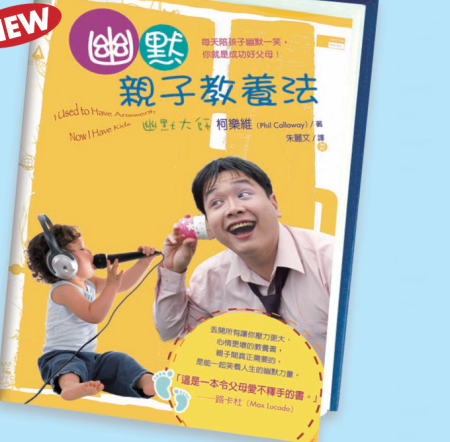 NEW
幽默
每天陪孩子幽默一笑,
你就是成功好父母!
親子教養法
I Used to Have Answers,
Now I Have Kids
幽默大師 柯樂維 (Phil Callaway) / 著
朱麗文 / 譯
丟開所有讓你壓力更大、
心情更壞的教養書,
親子間真正需要的,
是能一起笑看人生的幽默力量。
「這是一本令父母愛不釋手的書。」
——路卡杜 (Max Lucado)